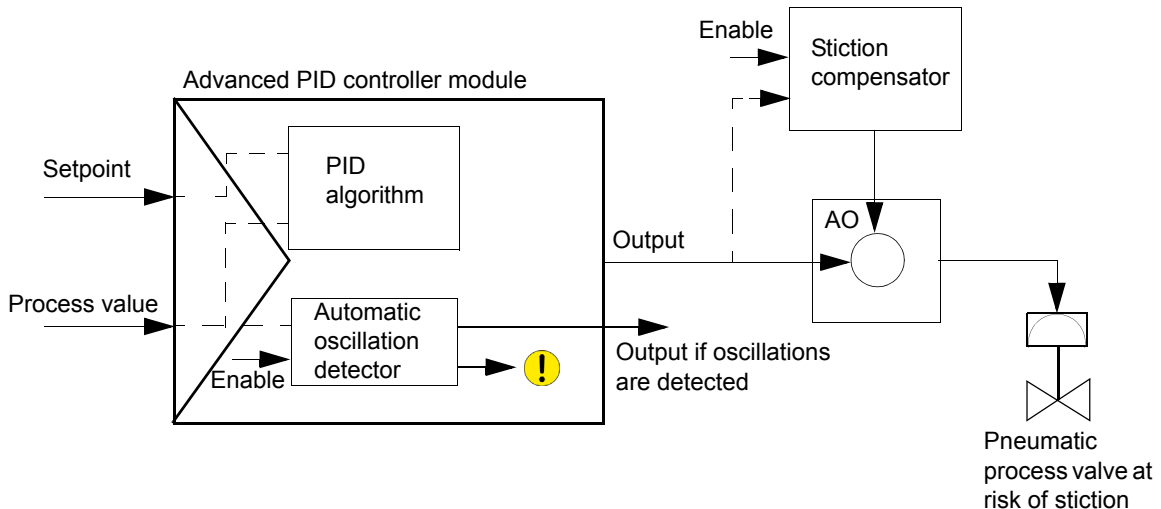 Enable
Stiction
compensator
Advanced PID controller module
Setpoint
PID
algorithm
AO
Output
Process value
Automatic
oscillation
detector
Enable
!
Output if oscillations
are detected
Pneumatic
process valve at
risk of stiction